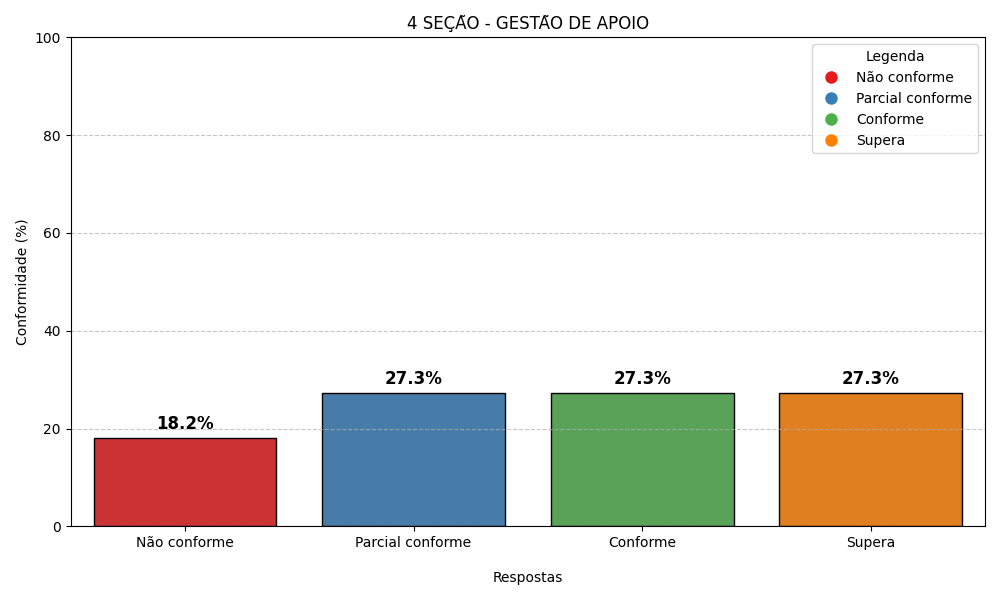 4 SEÇÃO - GESTÃO DE APOIO
Conformidade (%)
100
80
60
40
20
0
Legenda
Não conforme
Parcial conforme
Conforme
Supera
18.2%
27.3%
27.3%
27.3%
Não conforme
Parcial conforme
Conforme
Supera
Respostas